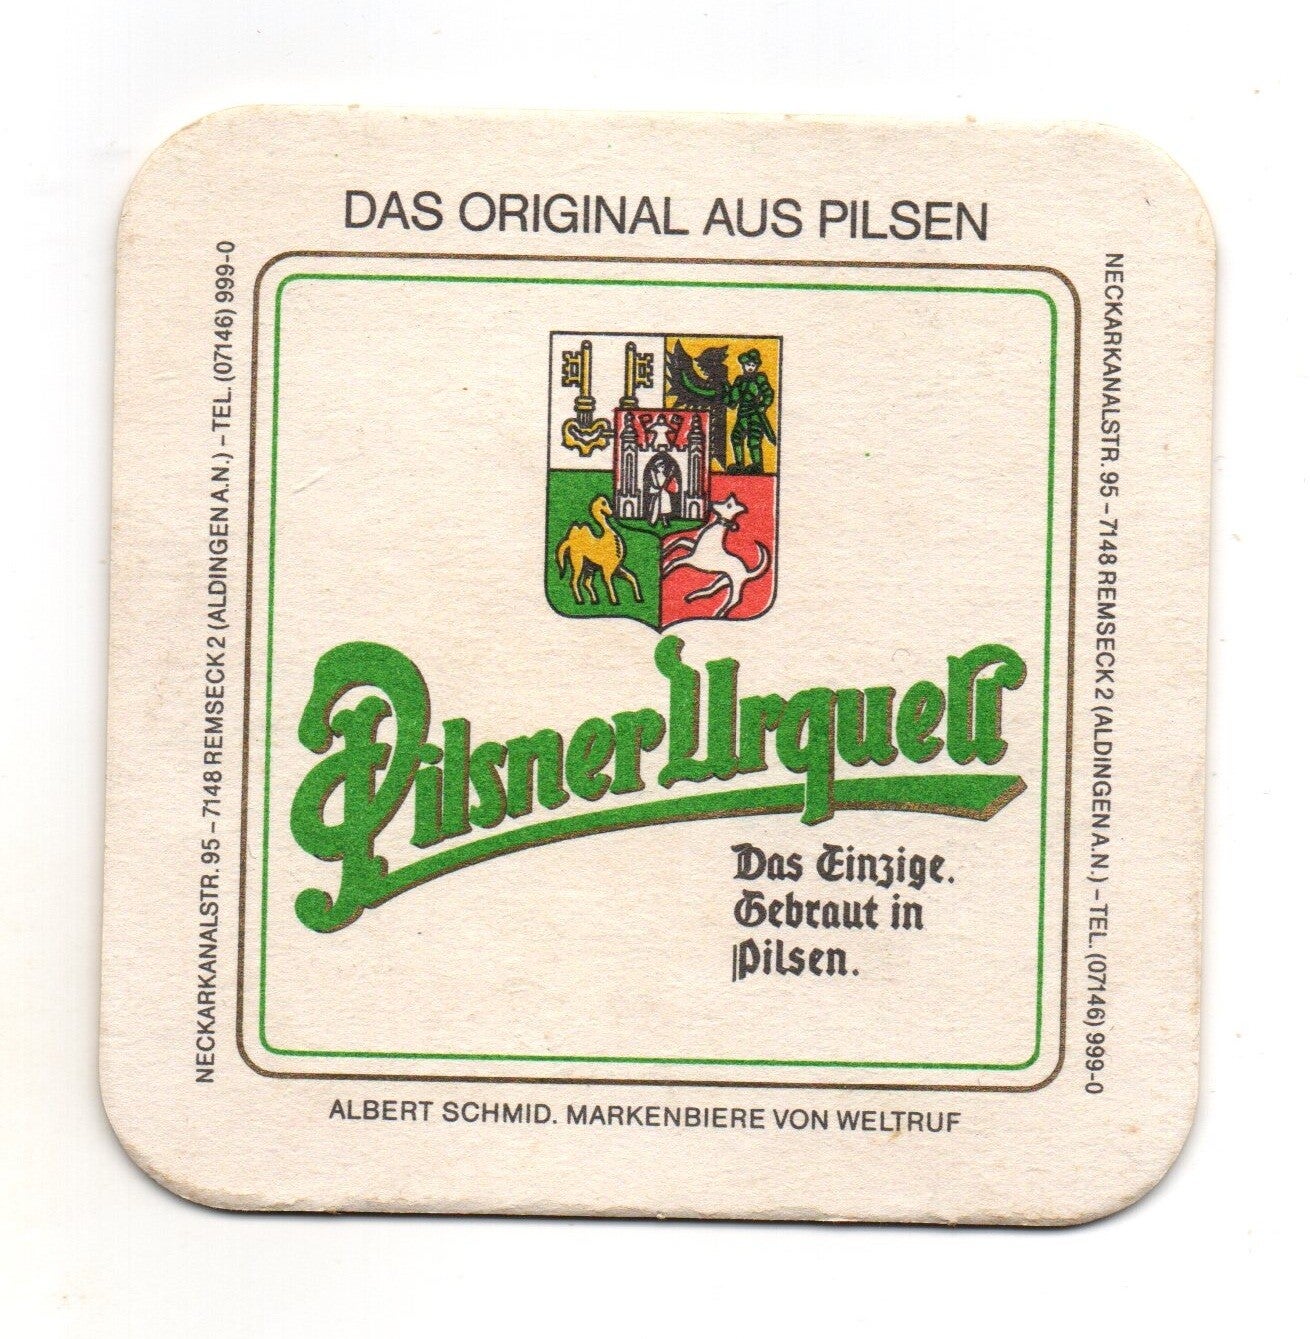 DAS ORIGINAL AUS PILSEN
NECKARKANALSTR. 95 – 7148 REMSECK 2 (ALDINGEN A.N.) – TEL. (07146) 999-0
NECKARKANALSTR. 95 – 7148 REMSECK 2 (ALDINGEN A.N.) – TEL. (07146) 999-0
Pilsner Urquell
Das Einzige.
Gebraut in
Pilsen.
ALBERT SCHMID. MARKENBIERE VON WELTRUF